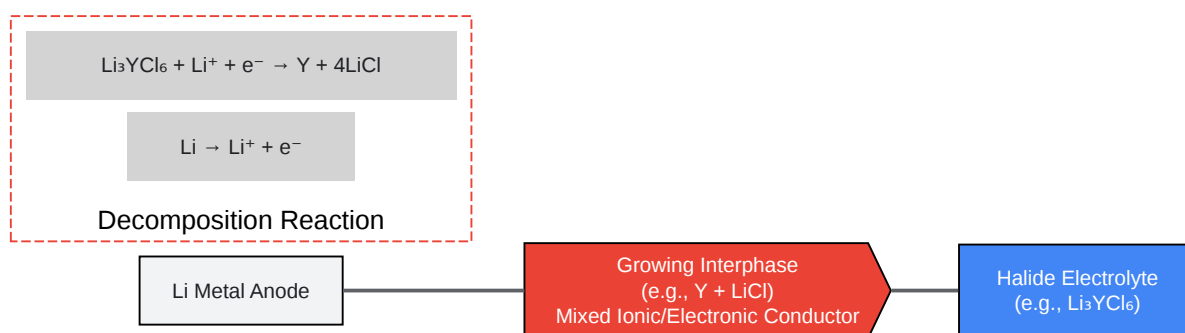 Li₃YCl₆ + Li⁺ + e⁻ → Y + 4LiCl
Li → Li⁺ + e⁻
Decomposition Reaction
Li Metal Anode
Growing Interphase
(e.g., Y + LiCl)
Mixed Ionic/Electronic Conductor
Halide Electrolyte
(e.g., Li₃YCl₆)